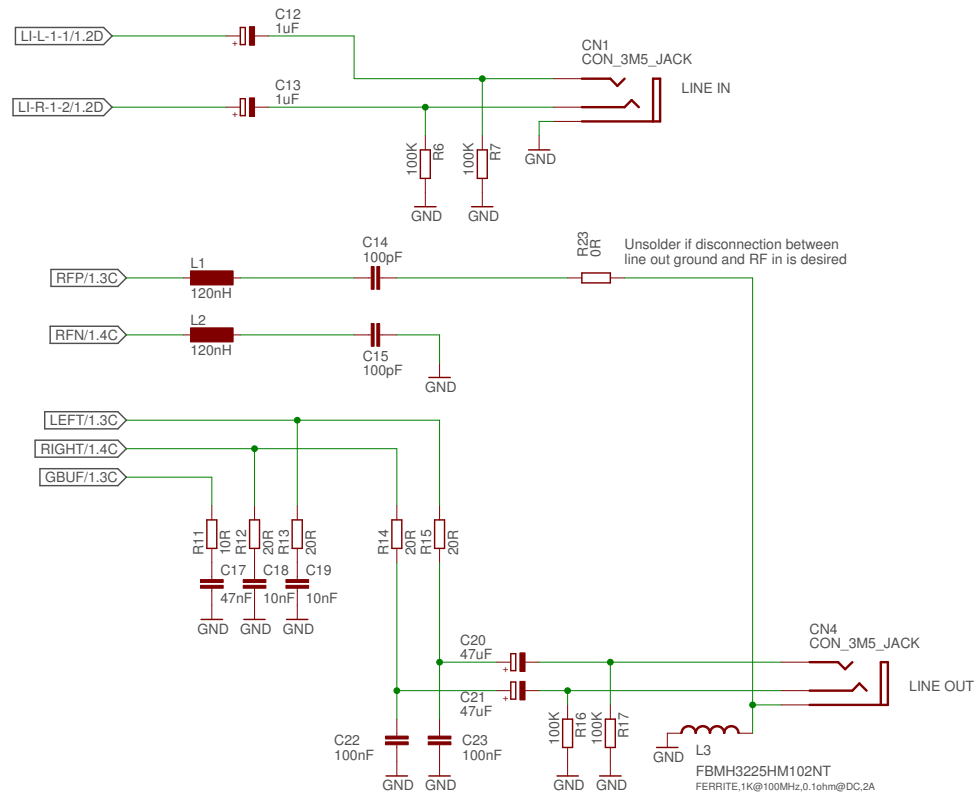 C12
1uF
LI-L-1-1/1.2D
+
CN1
CON_3M5_JACK
LINE IN
C13
1uF
LI-R-1-2/1.2D
+
100K
R6
100K
R7
GND
GND
GND
R23
0R
Unsolder if disconnection between
line out ground and RF in is desired
C14
100pF
L1
RFP/1.3C
120nH
L2
RFN/1.4C
120nH
C15
100pF
GND
LEFT/1.3C
RIGHT/1.4C
GBUF/1.3C
R11
10R
R12
20R
R13
20R
R14
20R
R15
20R
C17
47nF
C18
10nF
C19
10nF
GND
GND
GND
C20
47uF
+
CN4
CON_3M5_JACK
LINE OUT
C21
47uF
+
C22
100nF
C23
100nF
100K
R16
100K
R17
GND
GND
GND
GND
GND
L3
FBMH3225HM102NT
FERRITE,1K@100MHz,0.1ohm@DC,2A